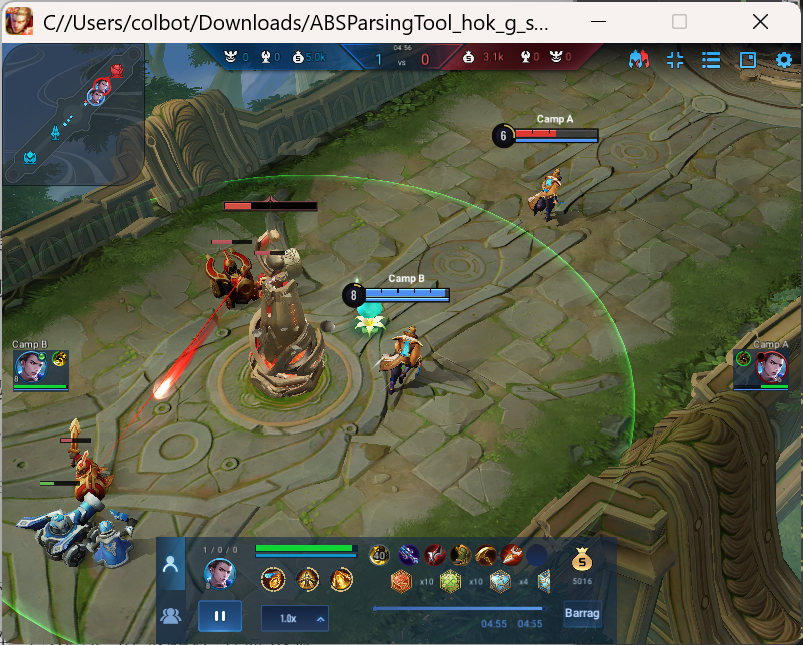 C//Users/colbot/Downloads/ABSParsingTool_hok_g_s...
0 0 5.0k 1 04:56 vs 0 3.1k 0 0
Camp A
6
Camp B
8
Camp B
8
Camp A
1 / 0 / 0
40
x10 x10 x4
5016
1.0x
04:55 04:55
Barrag